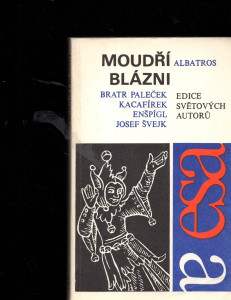 MOUDŘÍ ALBATROS
BLÁZNI
BRATR PALEČEK
KACAFÍREK
ENŠPÍGL
JOSEF ŠVEJK
EDICE
SVĚTOVÝCH
AUTORŮ
esa
a